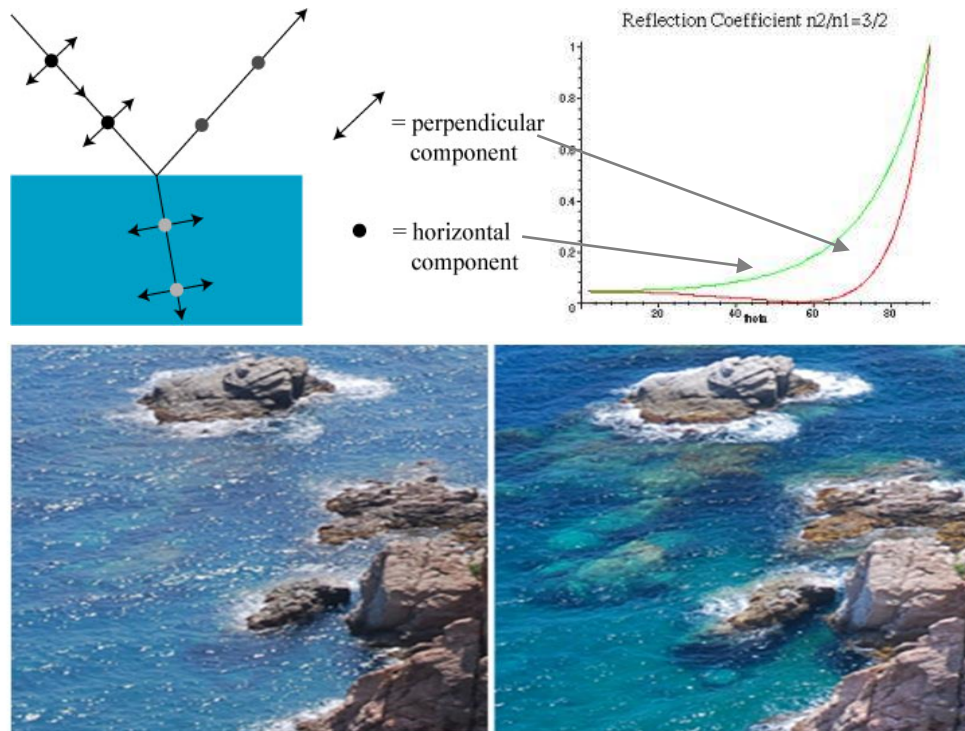 Reflection Coefficient n2/n1=3/2
= perpendicular
component
= horizontal
component
1
0.8
0.6
0.4
0.2
0
20
40
60
80
theta